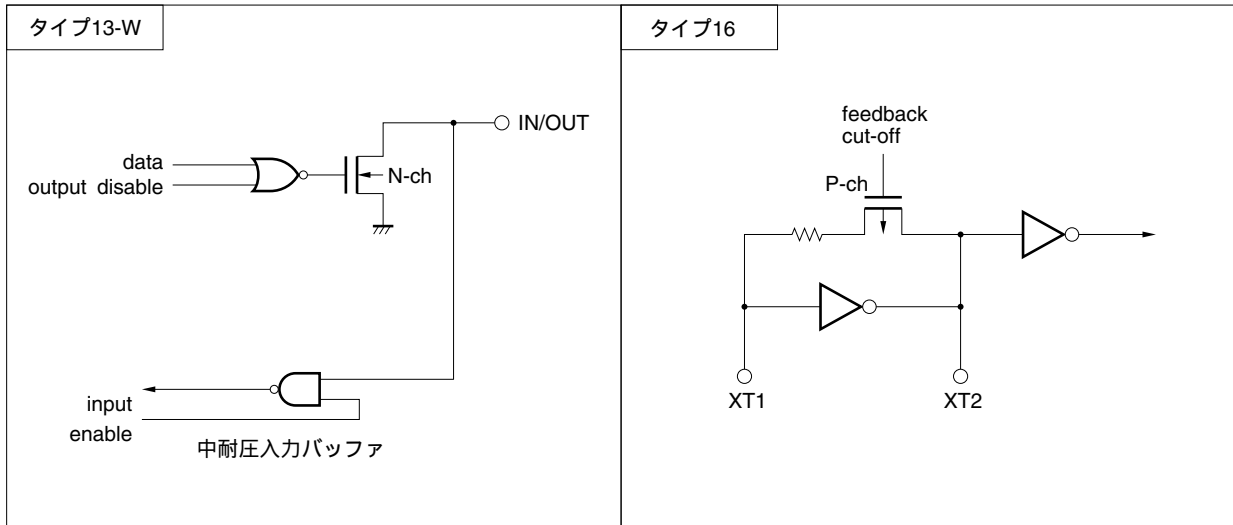 タイプ13-W
IN/OUT
data
output disable
N-ch
input
enable
中耐圧入力バッファ
タイプ16
feedback
cut-off
P-ch
XT1
XT2